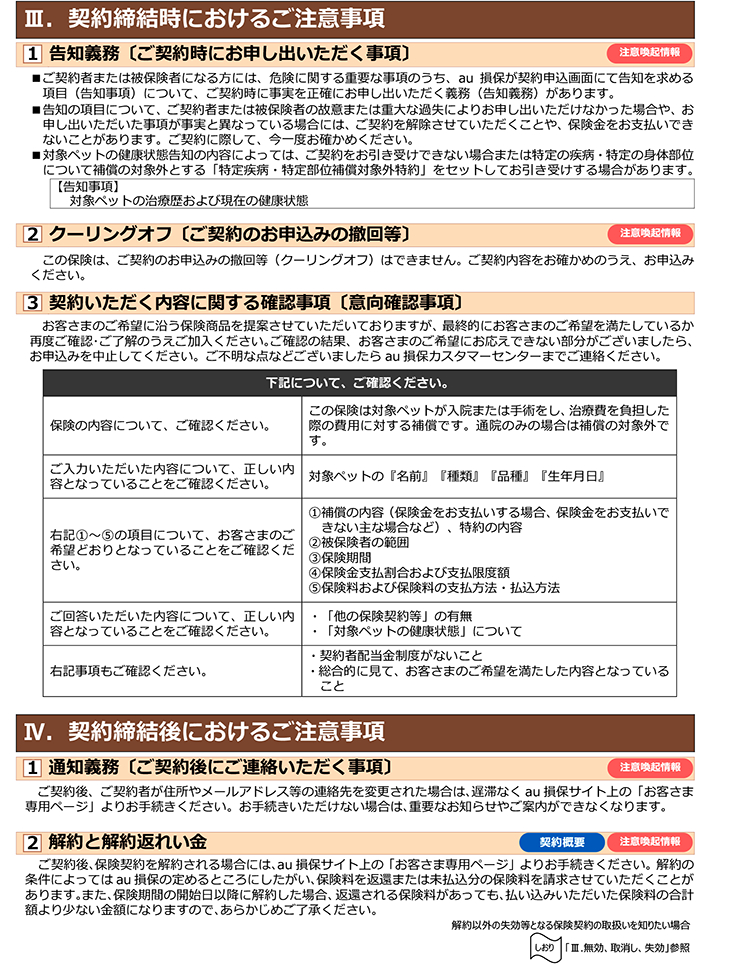 Ⅲ．契約締結時におけるご注意事項
1 告知義務〔ご契約時にお申し出いただく事項〕 注意喚起情報
■ご契約者または被保険者になる方には、危険に関する重要な事項のうち、au 損保が契約申込画面にて告知を求める
項目（告知事項）について、ご契約時に事実を正確にお申し出いただく義務（告知義務）があります。
■告知の項目について、ご契約者または被保険者の故意または重大な過失によりお申し出いただけなかった場合や、お
申し出いただいた事項が事実と異なっている場合には、ご契約を解除させていただくことや、保険金をお支払いでき
ないことがあります。ご契約に際して、今一度お確かめください。
■対象ペットの健康状態告知の内容によっては、ご契約をお引き受けできない場合または特定の疾病・特定の身体部位
について補償の対象外とする「特定疾病・特定部位補償対象外特約」をセットしてお引き受けする場合があります。
【告知事項】
対象ペットの治療歴および現在の健康状態
2 クーリングオフ〔ご契約のお申込みの撤回等〕 注意喚起情報
この保険は、ご契約のお申込みの撤回等（クーリングオフ）はできません。ご契約内容をお確かめのうえ、お申込み
ください。
3 契約いただく内容に関する確認事項〔意向確認事項〕
お客さまのご希望に沿う保険商品を提案させていただいておりますが、最終的にお客さまのご希望を満たしているか
再度ご確認・ご了解のうえご加入ください。ご確認の結果、お客さまのご希望にお応えできない部分がございましたら、
お申込みを中止してください。ご不明な点などございましたら au 損保カスタマーセンターまでご連絡ください。
下記について、ご確認ください。
保険の内容について、ご確認ください。
この保険は対象ペットが入院または手術をし、治療費を負担した
際の費用に対する補償です。通院のみの場合は補償の対象外で
す。
ご入力いただいた内容について、正しい内
容となっていることをご確認ください。
対象ペットの『名前』『種類』『品種』『生年月日』
右記①～⑤の項目について、お客さまのご
希望どおりとなっていることをご確認くだ
さい。
①補償の内容（保険金をお支払いする場合、保険金をお支払いで
きない主な場合など）、特約の内容
②被保険者の範囲
③保険期間
④保険金支払割合および支払限度額
⑤保険料および保険料の支払方法・払込方法
ご回答いただいた内容について、正しい内
容となっていることをご確認ください。
・「他の保険契約等」の有無
・「対象ペットの健康状態」について
右記事項もご確認ください。
・契約者配当金制度がないこと
・総合的に見て、お客さまのご希望を満たした内容となっている
こと
Ⅳ．契約締結後におけるご注意事項
1 通知義務〔ご契約後にご連絡いただく事項〕 注意喚起情報
ご契約後、ご契約者が住所やメールアドレス等の連絡先を変更された場合は、遅滞なく au 損保サイト上の「お客さま
専用ページ」よりお手続きください。お手続きいただけない場合は、重要なお知らせやご案内ができなくなります。
2 解約と解約返れい金 契約概要 注意喚起情報
ご契約後、保険契約を解約される場合には、au 損保サイト上の「お客さま専用ページ」よりお手続きください。解約の
条件によっては au 損保の定めるところにしたがい、保険料を返還または未払込分の保険料を請求させていただくことが
あります。また、保険期間の開始日以降に解約した場合、返還される保険料があっても、払い込みいただいた保険料の合計
額より少ない金額になりますので、あらかじめご了承ください。
解約以外の失効等となる保険契約の取扱いを知りたい場合
しおり 「Ⅲ.無効、取消し、失効」参照